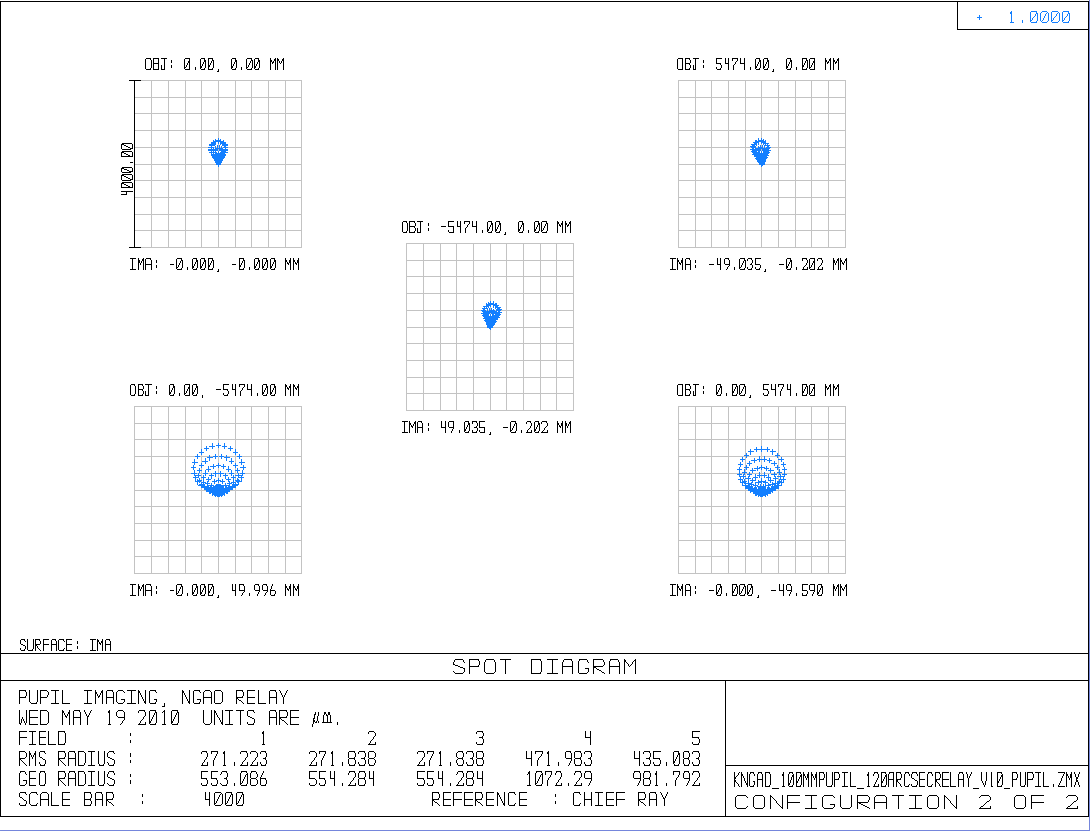 + 1.0000
OBJ: 0.00, 0.00 MM
OBJ: 5474.00, 0.00 MM
4000.00
IMA: -0.000, -0.000 MM
IMA: -49.035, -0.202 MM
OBJ: -5474.00, 0.00 MM
IMA: 49.035, -0.202 MM
OBJ: 0.00, -5474.00 MM
OBJ: 0.00, 5474.00 MM
IMA: -0.000, 49.996 MM
IMA: -0.000, -49.590 MM
SURFACE: IMA
SPOT DIAGRAM
PUPIL IMAGING, NGAO RELAY
WED MAY 19 2010 UNITS ARE µm.
FIELD : 1 2 3 4 5
RMS RADIUS : 271.223 271.838 271.838 471.983 435.083
GEO RADIUS : 553.086 554.284 554.284 1072.29 981.792
SCALE BAR : 4000 REFERENCE : CHIEF RAY
KNGAO_100MMPUPIL_120ARCSECRELAY_V10_PUPIL.ZMX
CONFIGURATION 2 OF 2